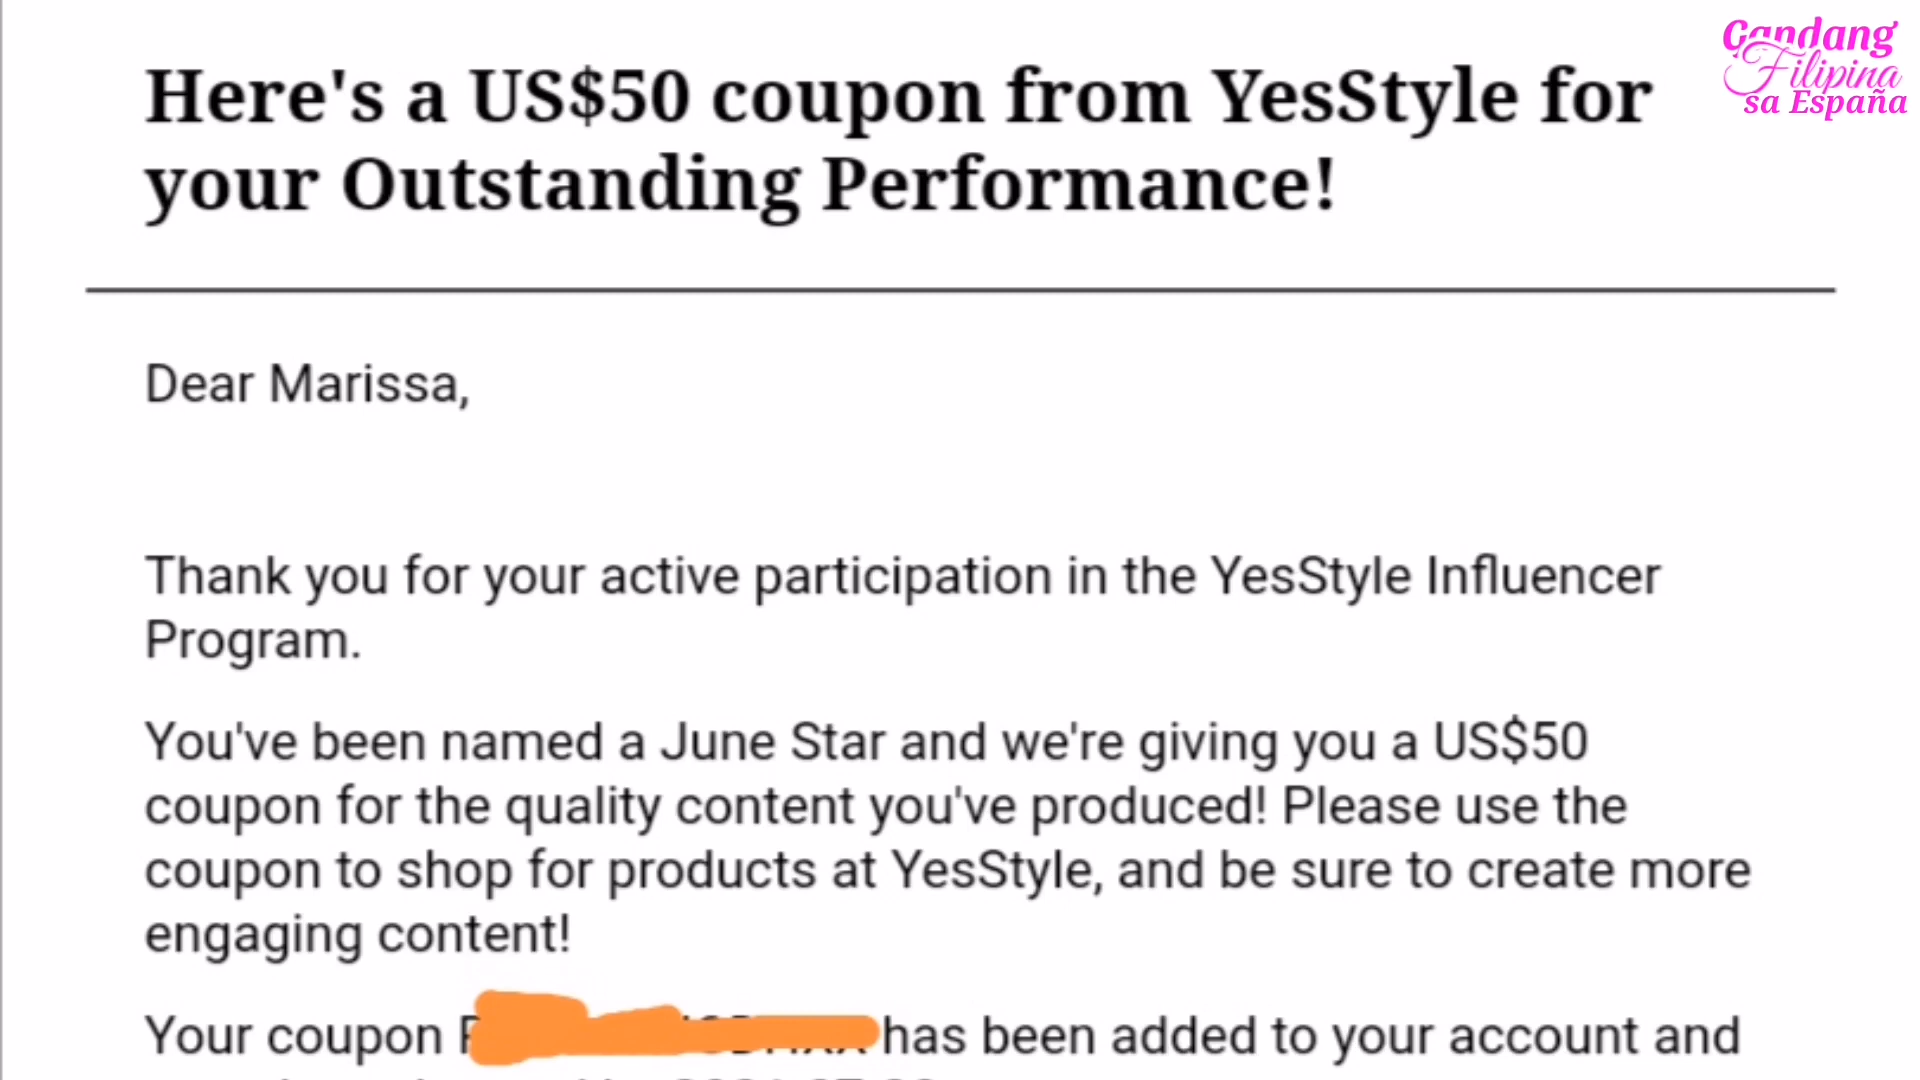 Gandang
Filipina
sa España
Here's a US$50 coupon from YesStyle for
your Outstanding Performance!
Dear Marissa,
Thank you for your active participation in the YesStyle Influencer
Program.
You've been named a June Star and we're giving you a US$50
coupon for the quality content you've produced! Please use the
coupon to shop for products at YesStyle, and be sure to create more
engaging content!
Your coupon has been added to your account and